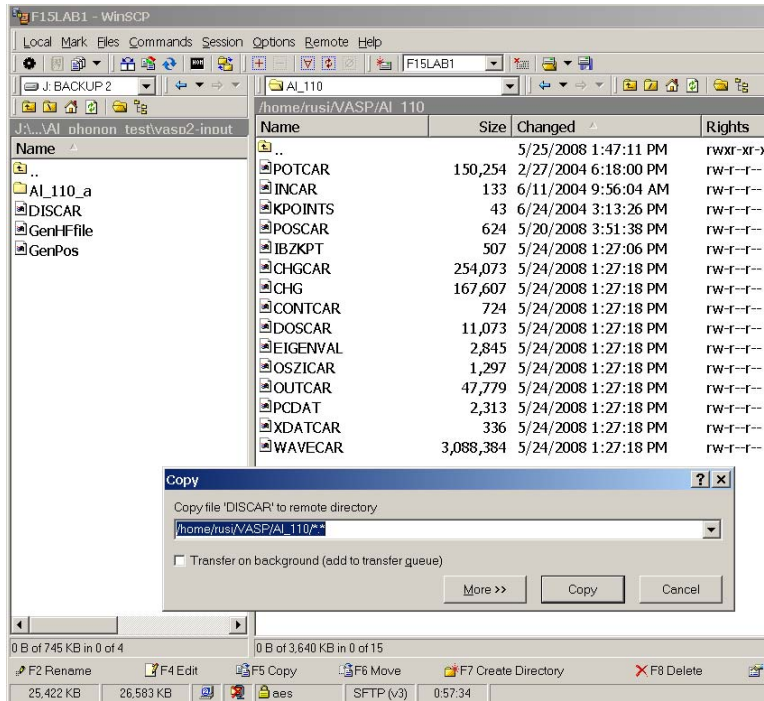 F15LAB1 - WinSCP
Local Mark Files Commands Session Options Remote Help
F15LAB1
J: BACKUP 2
Al_110
J:\...\Al_phonon_test\vasp2-input
/home/rusi/VASP/Al_110
Name
Name Size Changed Rights
..
Al_110_a
DISCAR
GenHFfile
GenPos
.. 5/25/2008 1:47:11 PM rwxr-xr-x
POTCAR 150,254 2/27/2004 6:18:00 PM rw-r--r--
INCAR 133 6/11/2004 9:56:04 AM rw-r--r--
KPOINTS 43 6/24/2004 3:13:26 PM rw-r--r--
POSCAR 624 5/20/2008 3:51:38 PM rw-r--r--
IBZKPT 507 5/24/2008 1:27:06 PM rw-r--r--
CHGCAR 254,073 5/24/2008 1:27:18 PM rw-r--r--
CHG 167,607 5/24/2008 1:27:18 PM rw-r--r--
CONTCAR 724 5/24/2008 1:27:18 PM rw-r--r--
DOSCAR 11,073 5/24/2008 1:27:18 PM rw-r--r--
EIGENVAL 2,845 5/24/2008 1:27:18 PM rw-r--r--
OSZICAR 1,297 5/24/2008 1:27:18 PM rw-r--r--
OUTCAR 47,779 5/24/2008 1:27:18 PM rw-r--r--
PCDAT 2,313 5/24/2008 1:27:18 PM rw-r--r--
XDATCAR 336 5/24/2008 1:27:18 PM rw-r--r--
WAVECAR 3,088,384 5/24/2008 1:27:18 PM rw-r--r--
Copy
Copy file 'DISCAR' to remote directory
/home/rusi/VASP/Al_110/*.*
Transfer on background (add to transfer queue)
More >> Copy Cancel
0 B of 745 KB in 0 of 4
0 B of 3,640 KB in 0 of 15
F2 Rename F4 Edit F5 Copy F6 Move F7 Create Directory F8 Delete
25,422 KB 26,583 KB aes SFTP (v3) 0:57:34